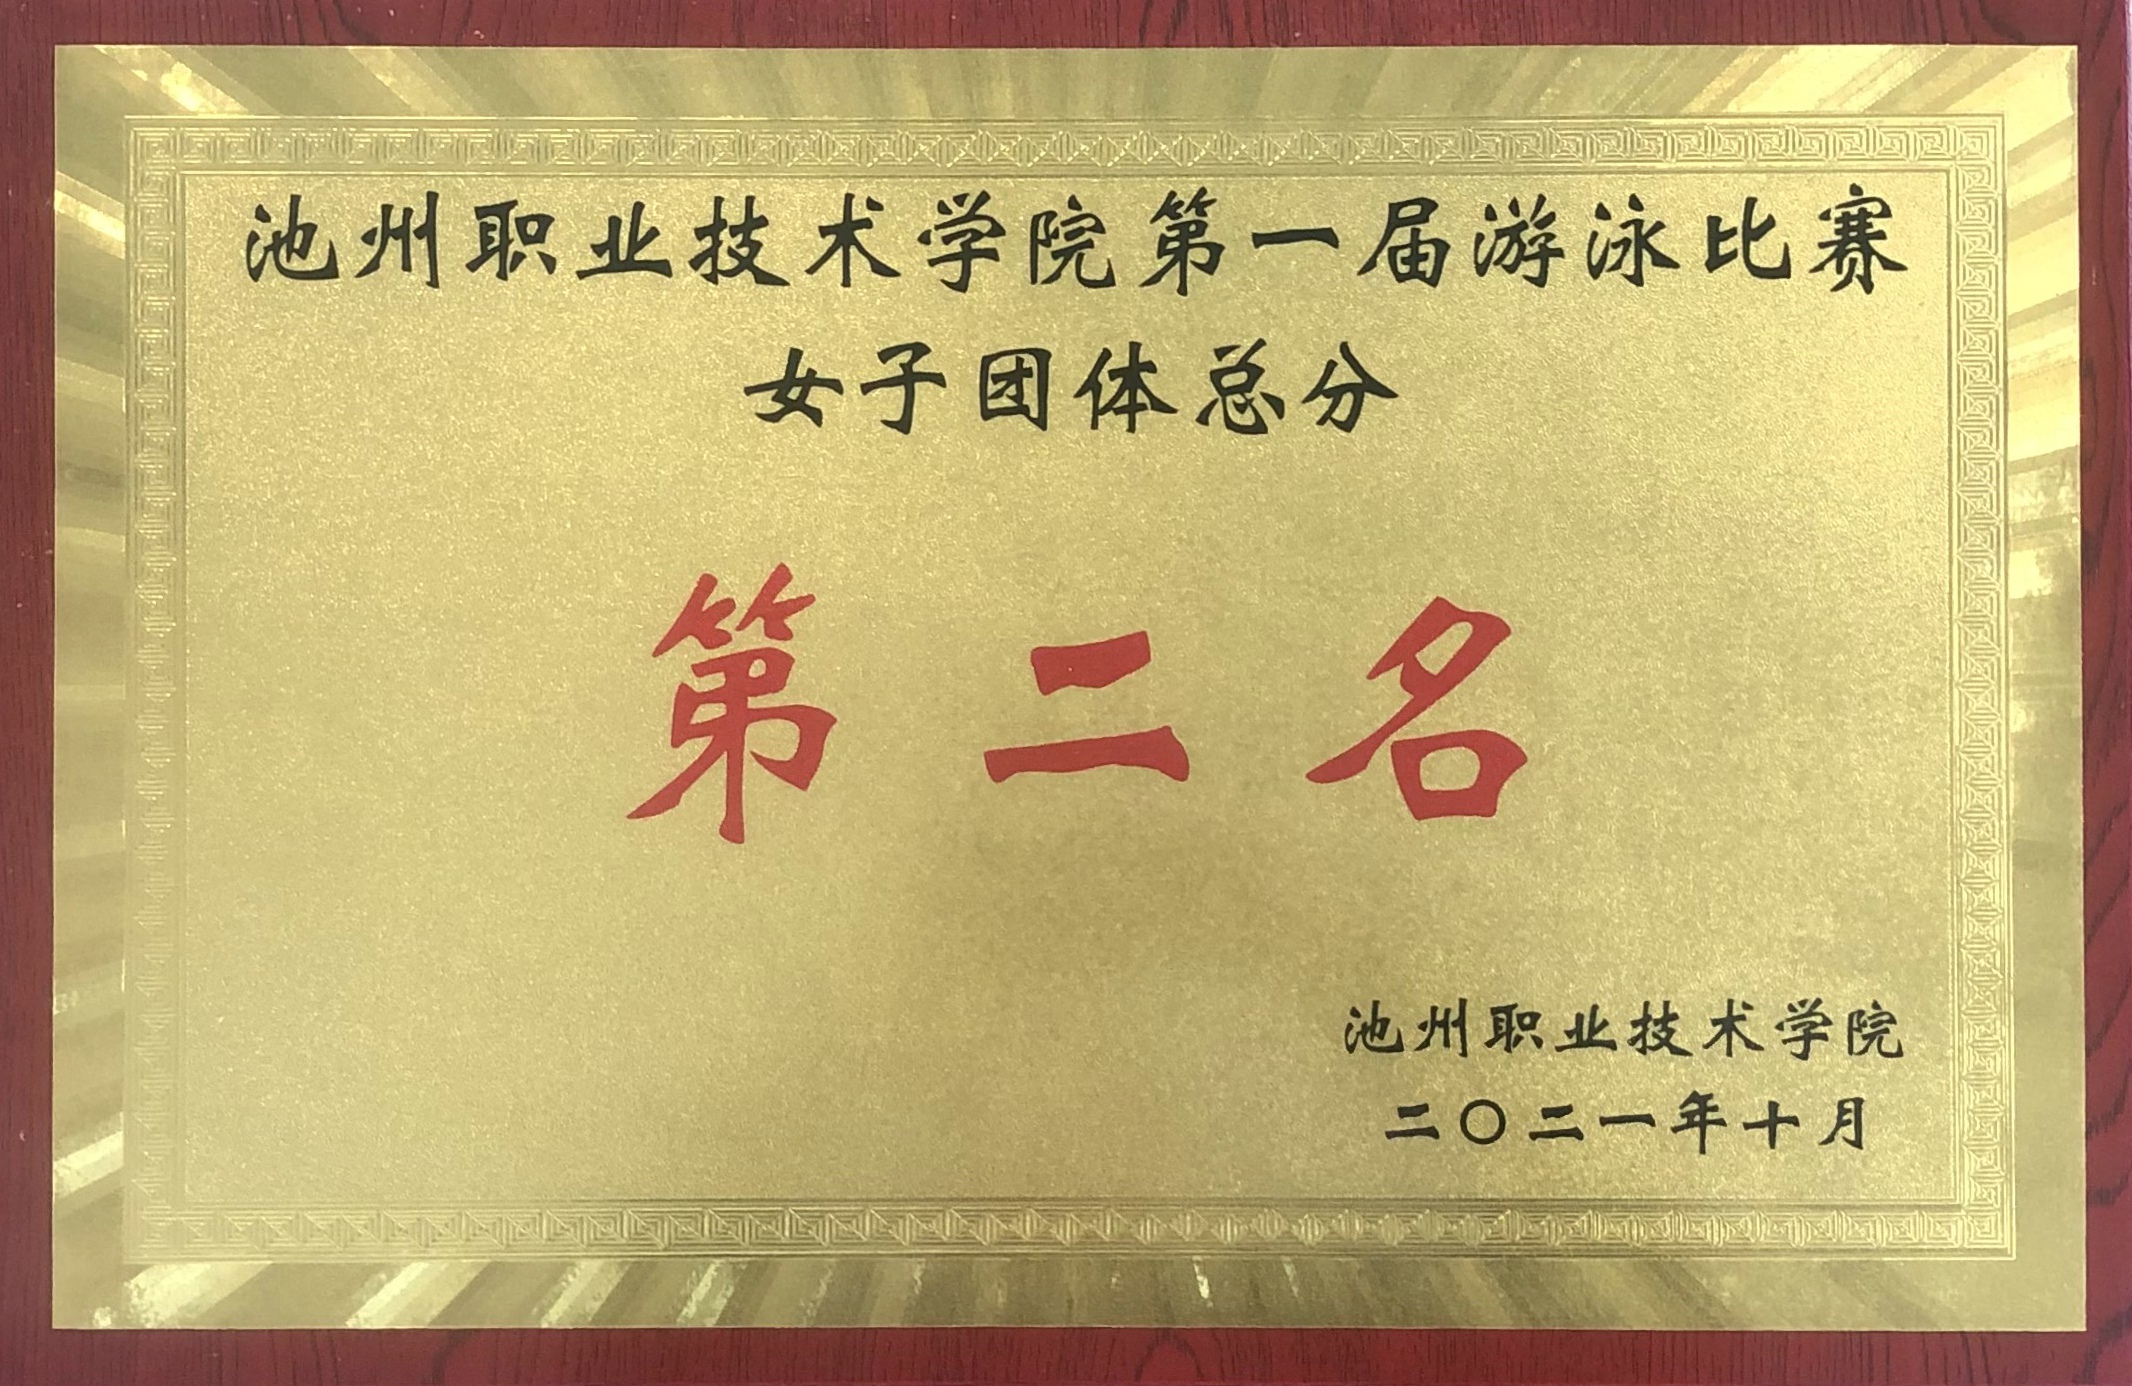 池州职业技术学院第一届游泳比赛
女子团体总分
第二名
池州职业技术学院
二〇二一年十月